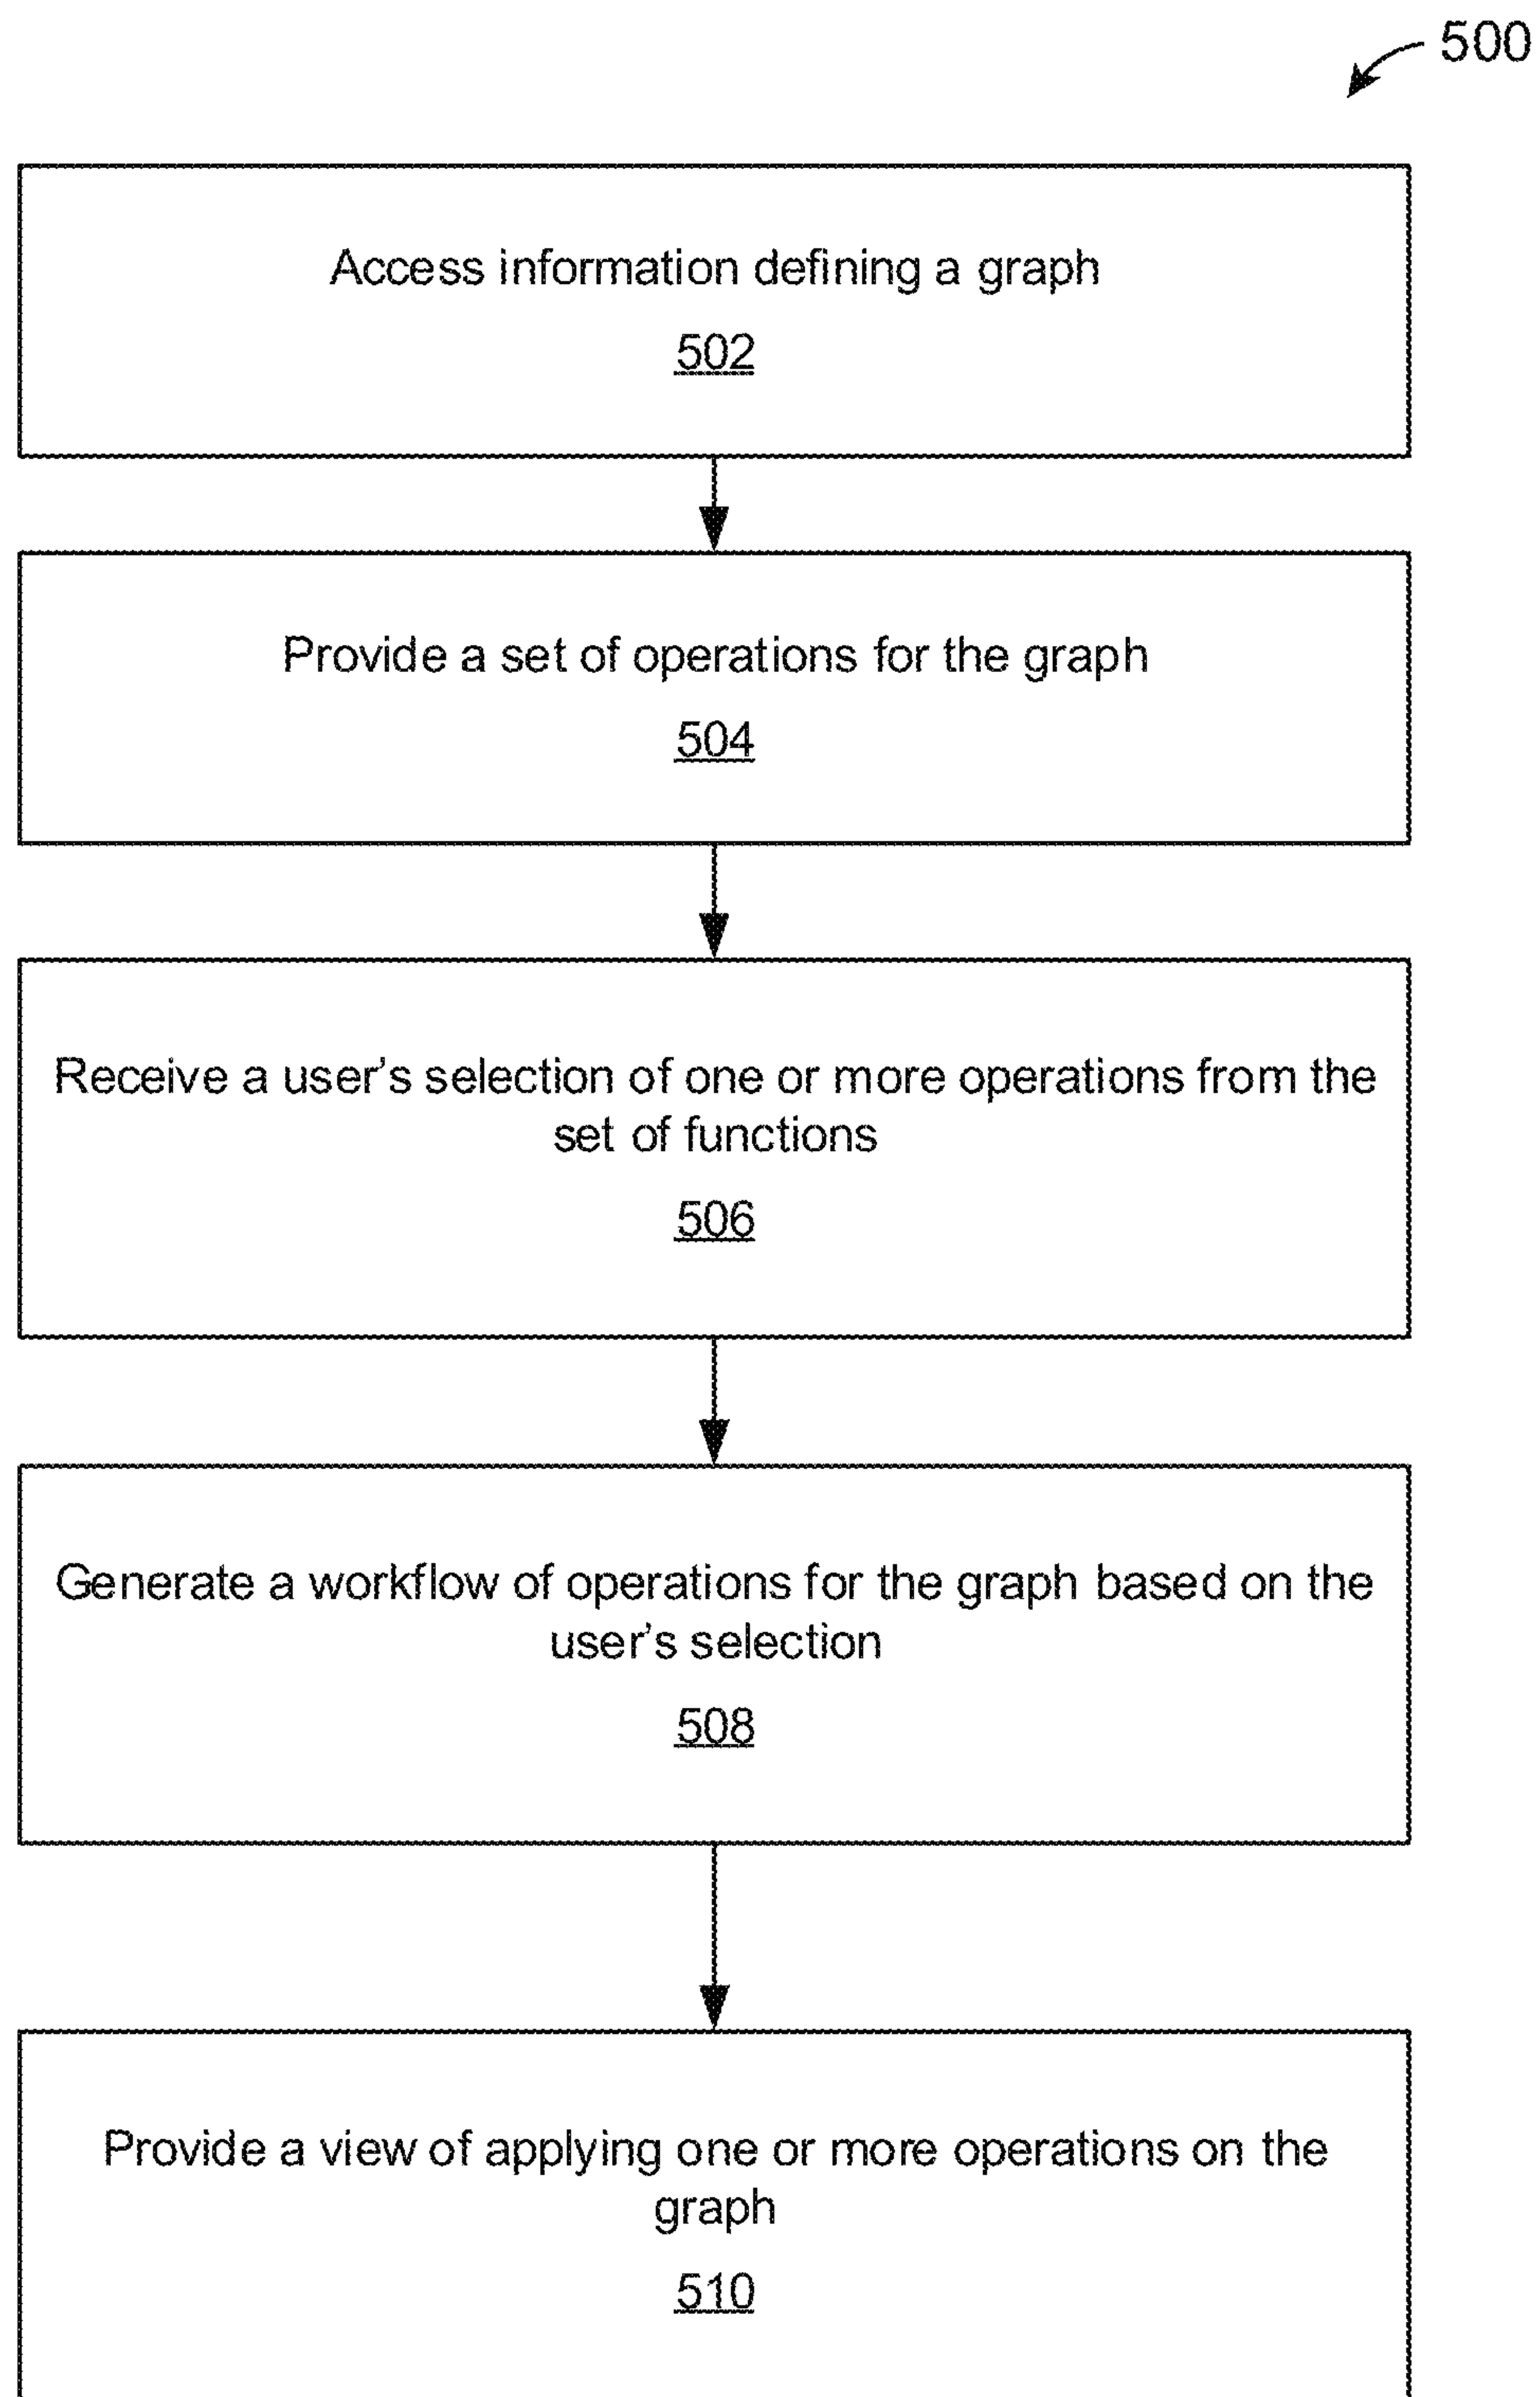 500
Access information defining a graph
502
Provide a set of operations for the graph
504
Receive a user’s selection of one or more operations from the
set of functions
506
Generate a workflow of operations for the graph based on the
user’s selection
508
Provide a view of applying one or more operations on the
graph
510